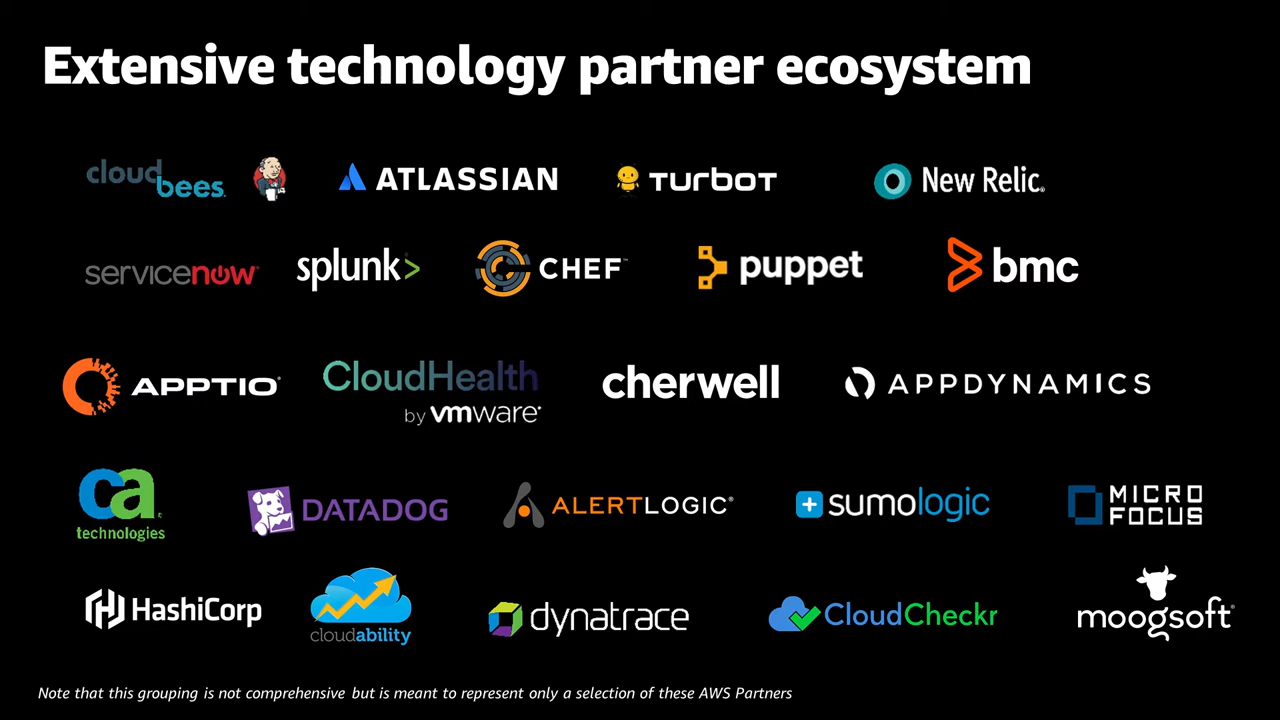 Extensive technology partner ecosystem
cloudbees ATLASSIAN TURBOT New Relic®
servicenow™ splunk> CHEF™ puppet bmc
APPTIO® CloudHealth cherwell APPDYNAMICS
by vmware®
ca
technologies
DATADOG ALERTLOGIC® sumologic MICRO FOCUS
HashiCorp cloudability dynatrace CloudCheckr moogsoft®
Note that this grouping is not comprehensive but is meant to represent only a selection of these AWS Partners